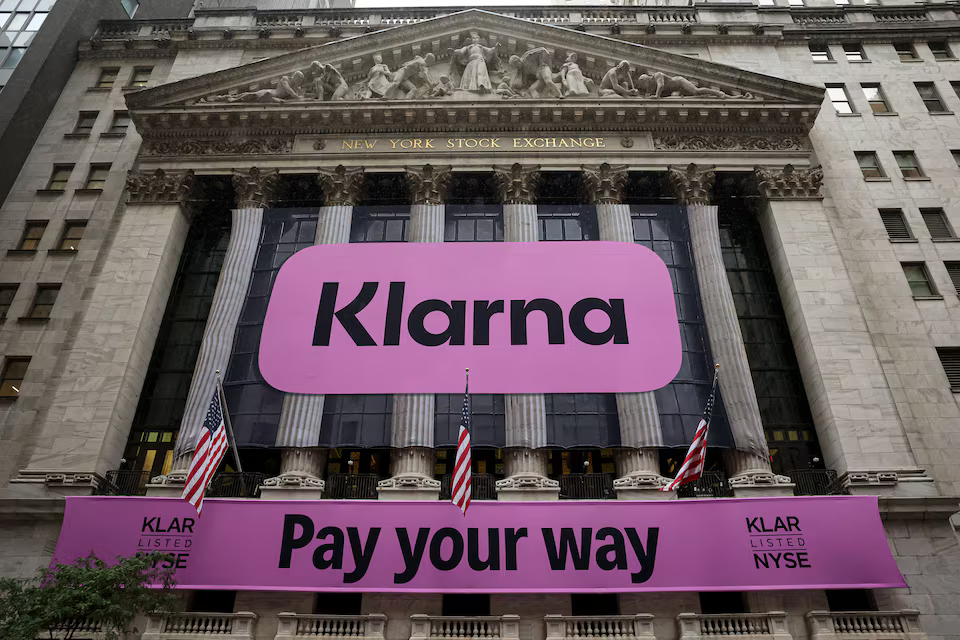 NEW YORK STOCK EXCHANGE
Klarna
KLAR
LISTED
NYSE
Pay your way
KLAR
LISTED
NYSE